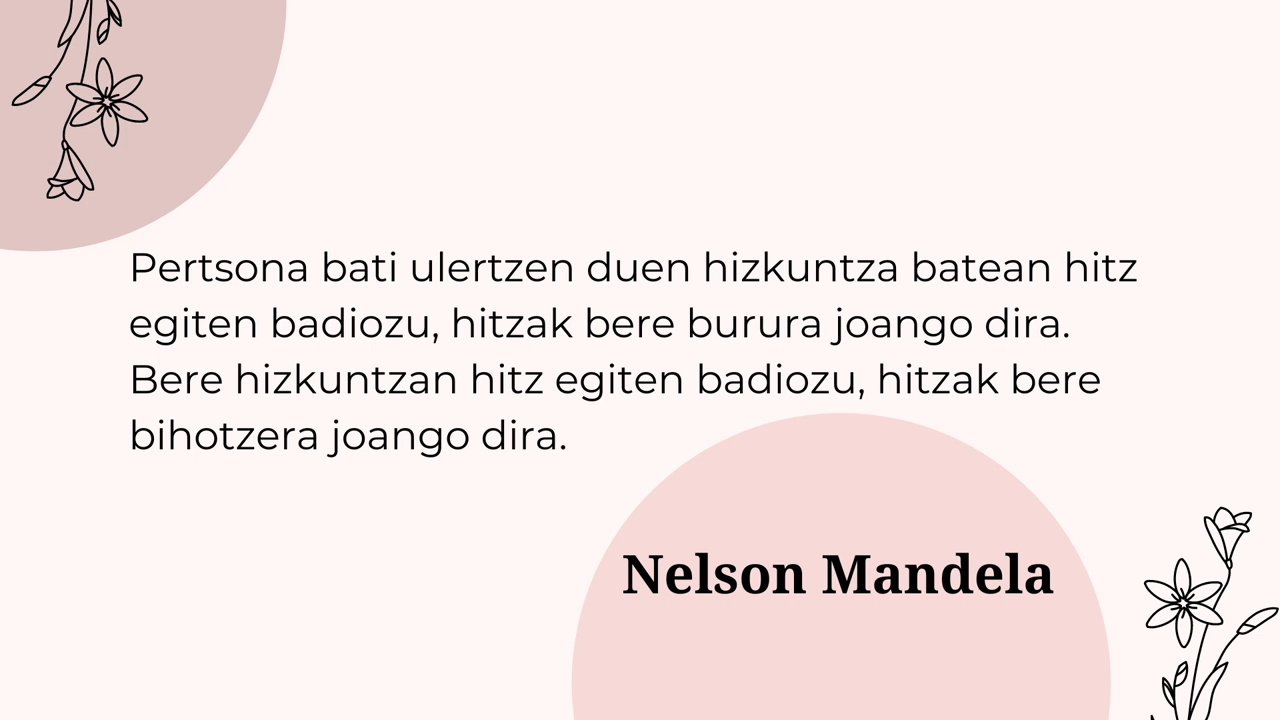 Pertsona bati ulertzen duen hizkuntza batean hitz
egiten badiozu, hitzak bere burura joango dira.
Bere hizkuntzan hitz egiten badiozu, hitzak bere
bihotzera joango dira.
Nelson Mandela